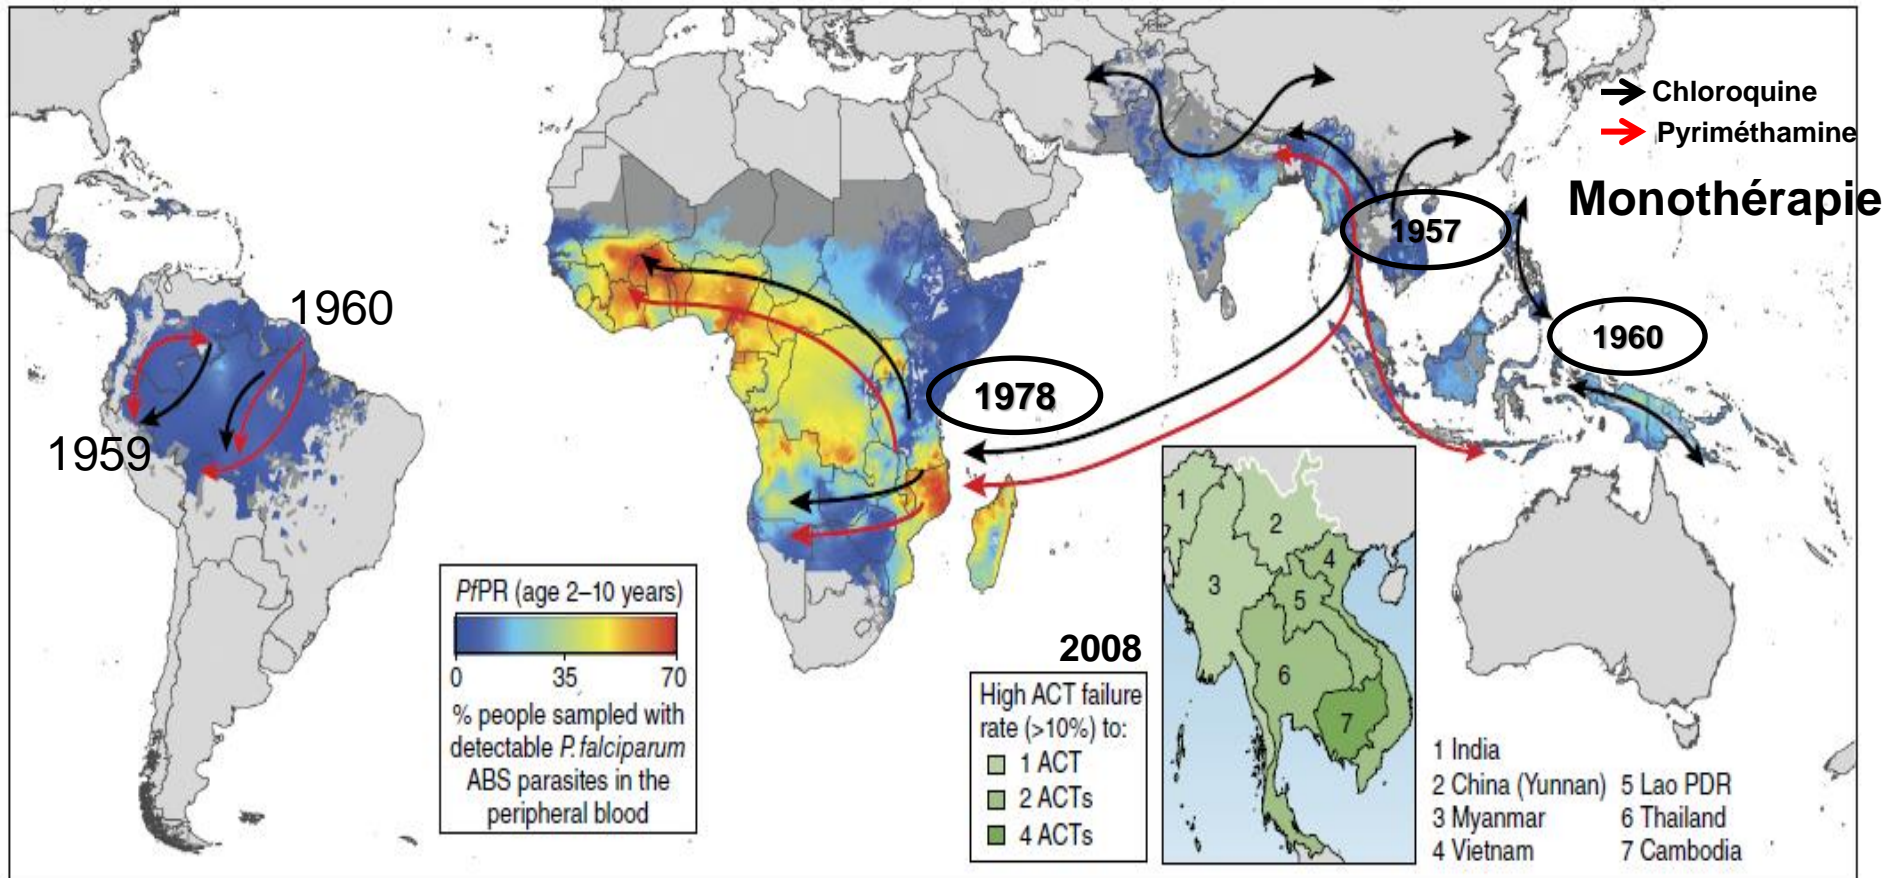 Chloroquine
Pyriméthamine
Monothérapie
1957
1960
1978
1960
1959
PfPR (age 2–10 years)
0 35 70
% people sampled with
detectable P. falciparum
ABS parasites in the
peripheral blood
2008
High ACT failure
rate (>10%) to:
1 ACT
2 ACTs
4 ACTs
1
2
3
4
5
6
7
1 India
2 China (Yunnan) 5 Lao PDR
3 Myanmar 6 Thailand
4 Vietnam 7 Cambodia